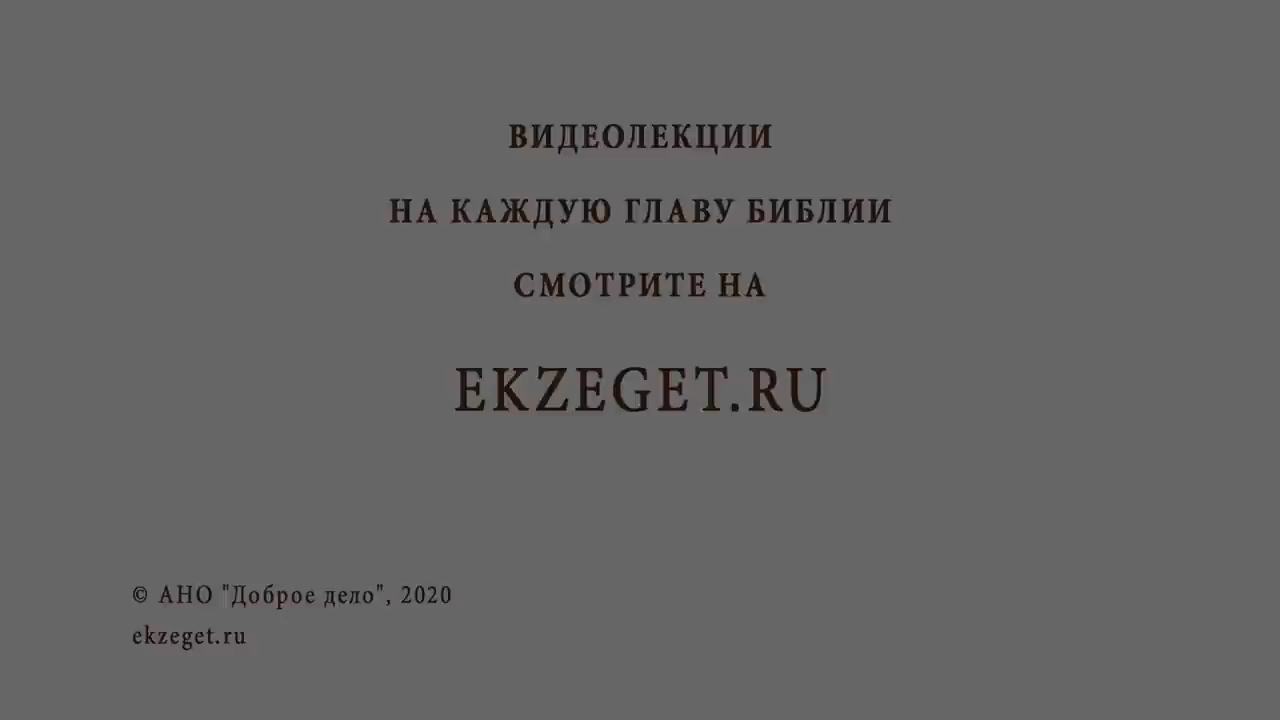 ВИДЕОЛЕКЦИИ
НА КАЖДУЮ ГЛАВУ БИБЛИИ
СМОТРИТЕ НА
EKZEGET.RU
© АНО "Доброе дело", 2020
ekzeget.ru